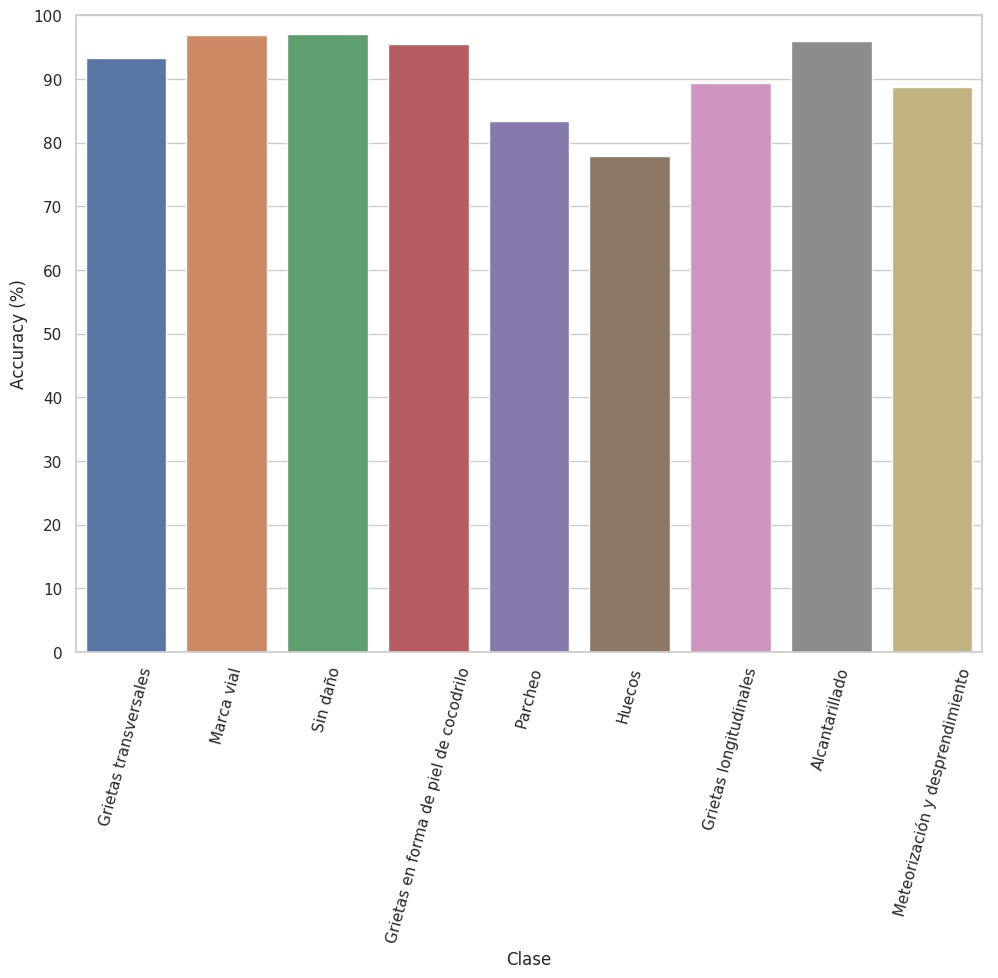 100
90
80
70
60
50
40
30
20
10
0
Accuracy (%)
Grietas transversales
Marca vial
Sin daño
Grietas en forma de piel de cocodrilo
Parcheo
Huecos
Grietas longitudinales
Alcantarillado
Meteorización y desprendimiento
Clase